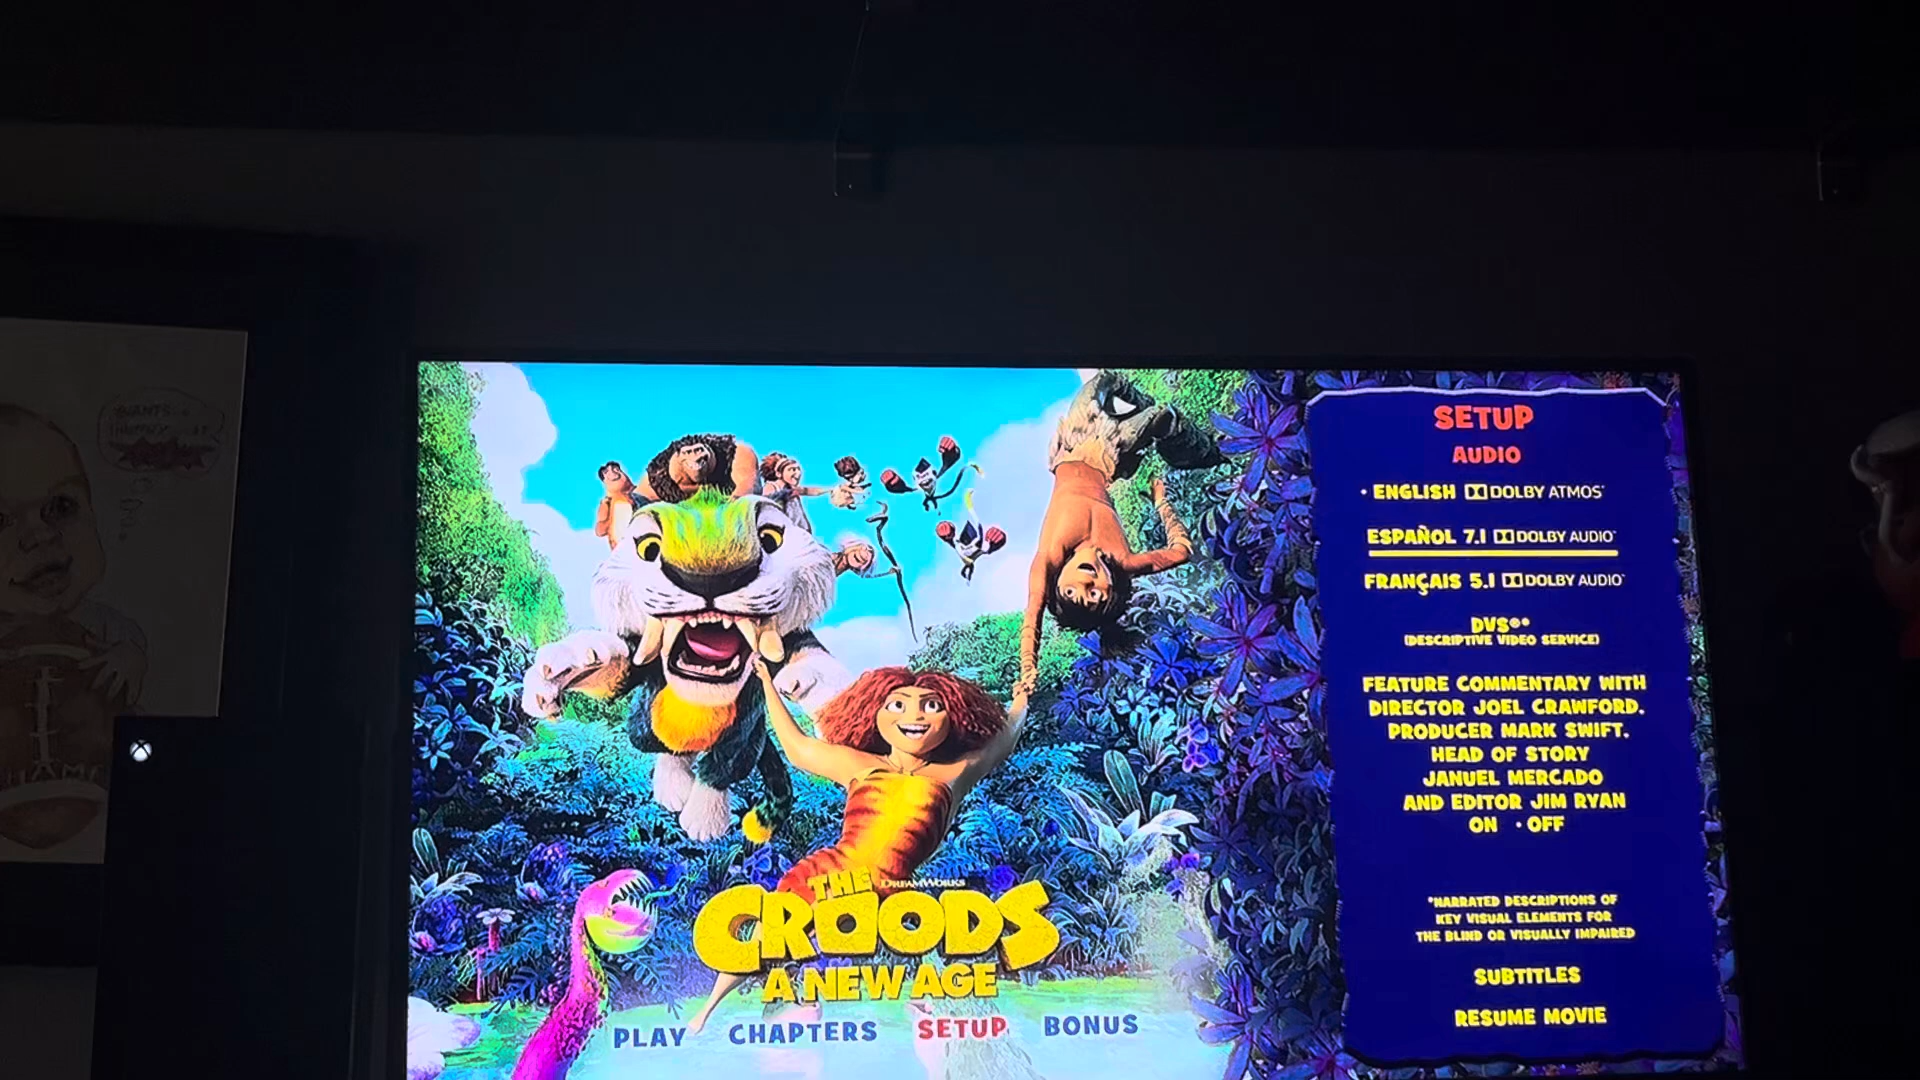 SETUP
AUDIO
· ENGLISH DOLBY ATMOS
ESPAÑOL 7.1 DOLBY AUDIO
FRANÇAIS 5.1 DOLBY AUDIO
DVS®*
(DESCRIPTIVE VIDEO SERVICE)
FEATURE COMMENTARY WITH
DIRECTOR JOEL CRAWFORD,
PRODUCER MARK SWIFT,
HEAD OF STORY
JANUEL MERCADO
AND EDITOR JIM RYAN
ON · OFF
*NARRATED DESCRIPTIONS OF
KEY VISUAL ELEMENTS FOR
THE BLIND OR VISUALLY IMPAIRED
SUBTITLES
RESUME MOVIE
DREAMWORKS
THE
CROODS
A NEW AGE
PLAY CHAPTERS SETUP BONUS